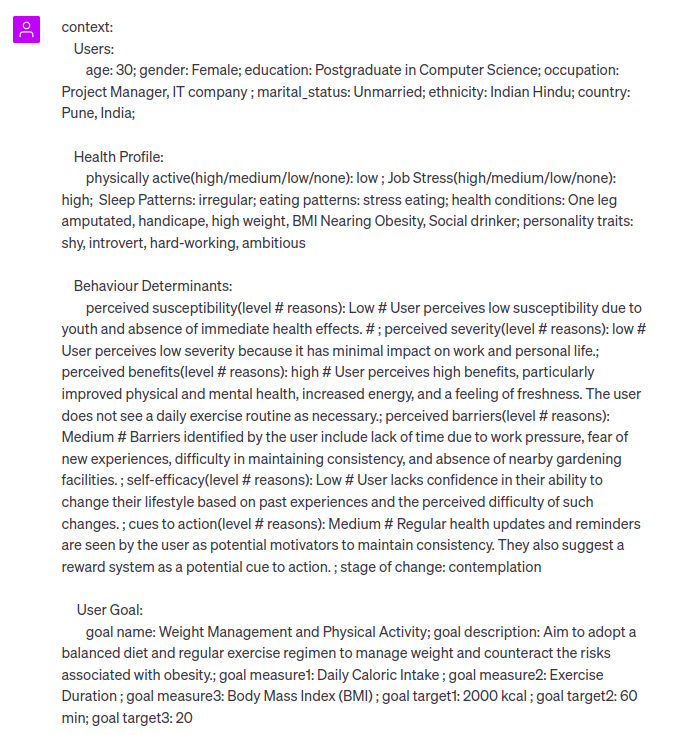 context:
Users:
age: 30; gender: Female; education: Postgraduate in Computer Science; occupation:
Project Manager, IT company ; marital_status: Unmarried; ethnicity: Indian Hindu; country:
Pune, India;
Health Profile:
physically active(high/medium/low/none): low ; Job Stress(high/medium/low/none):
high;  Sleep Patterns: irregular; eating patterns: stress eating; health conditions: One leg
amputated, handicape, high weight, BMI Nearing Obesity, Social drinker; personality traits:
shy, introvert, hard-working, ambitious
Behaviour Determinants:
perceived susceptibility(level # reasons): Low # User perceives low susceptibility due to
youth and absence of immediate health effects. # ; perceived severity(level # reasons): low #
User perceives low severity because it has minimal impact on work and personal life.;
perceived benefits(level # reasons): high # User perceives high benefits, particularly
improved physical and mental health, increased energy, and a feeling of freshness. The user
does not see a daily exercise routine as necessary.; perceived barriers(level # reasons):
Medium # Barriers identified by the user include lack of time due to work pressure, fear of
new experiences, difficulty in maintaining consistency, and absence of nearby gardening
facilities. ; self-efficacy(level # reasons): Low # User lacks confidence in their ability to
change their lifestyle based on past experiences and the perceived difficulty of such
changes. ; cues to action(level # reasons): Medium # Regular health updates and reminders
are seen by the user as potential motivators to maintain consistency. They also suggest a
reward system as a potential cue to action. ; stage of change: contemplation
User Goal:
goal name: Weight Management and Physical Activity; goal description: Aim to adopt a
balanced diet and regular exercise regimen to manage weight and counteract the risks
associated with obesity.; goal measure1: Daily Caloric Intake ; goal measure2: Exercise
Duration ; goal measure3: Body Mass Index (BMI) ; goal target1: 2000 kcal ; goal target2: 60
min; goal target3: 20